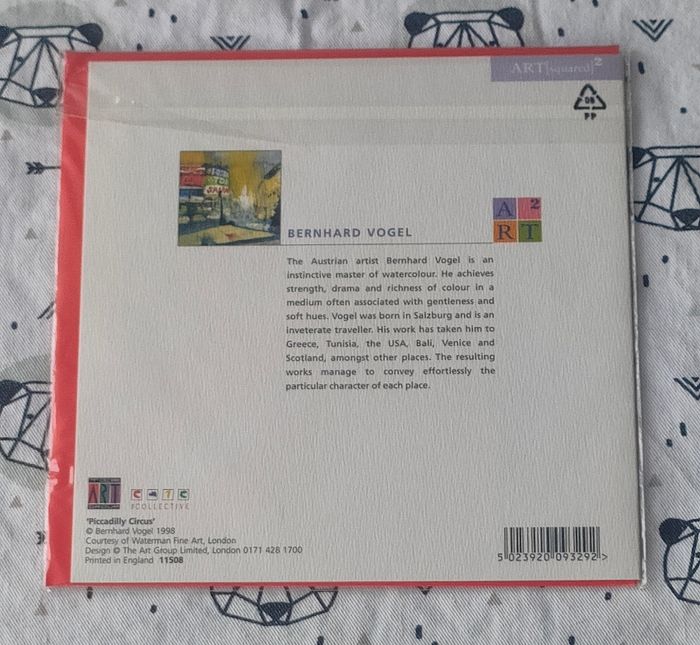 ART[squared]²
05
PP
BERNHARD VOGEL
A 2
R T
The Austrian artist Bernhard Vogel is an
instinctive master of watercolour. He achieves
strength, drama and richness of colour in a
medium often associated with gentleness and
soft hues. Vogel was born in Salzburg and is an
inveterate traveller. His work has taken him to
Greece, Tunisia, the USA, Bali, Venice and
Scotland, amongst other places. The resulting
works manage to convey effortlessly the
particular character of each place.
ART
COLLECTIVE
'Piccadilly Circus'
© Bernhard Vogel 1998
Courtesy of Waterman Fine Art, London
Design © The Art Group Limited, London 0171 428 1700
Printed in England 11508
5 023920 093292 >